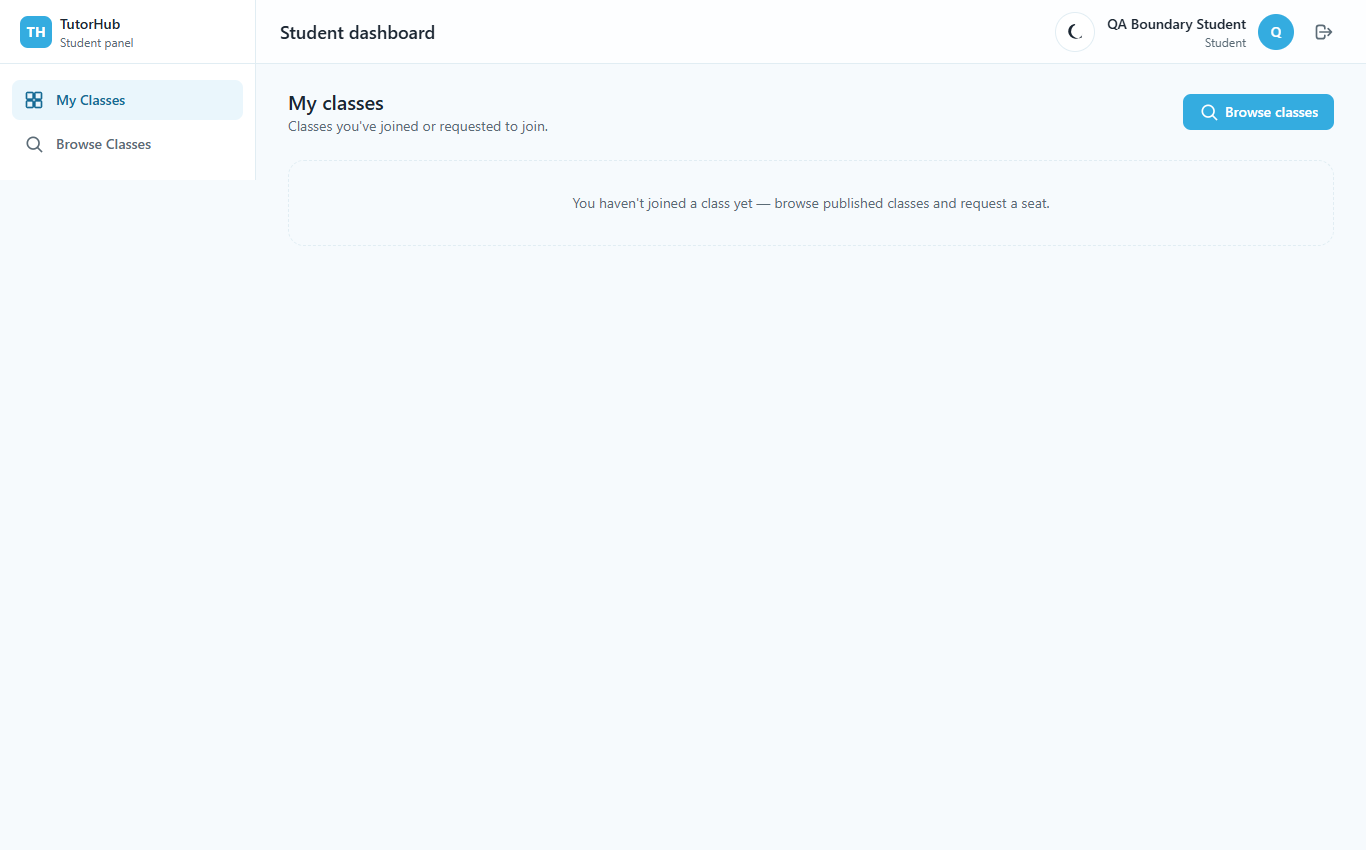 TH
TutorHub
Student panel
Student dashboard
QA Boundary Student
Student
Q
My Classes
Browse Classes
My classes
Classes you've joined or requested to join.
Browse classes
You haven't joined a class yet — browse published classes and request a seat.